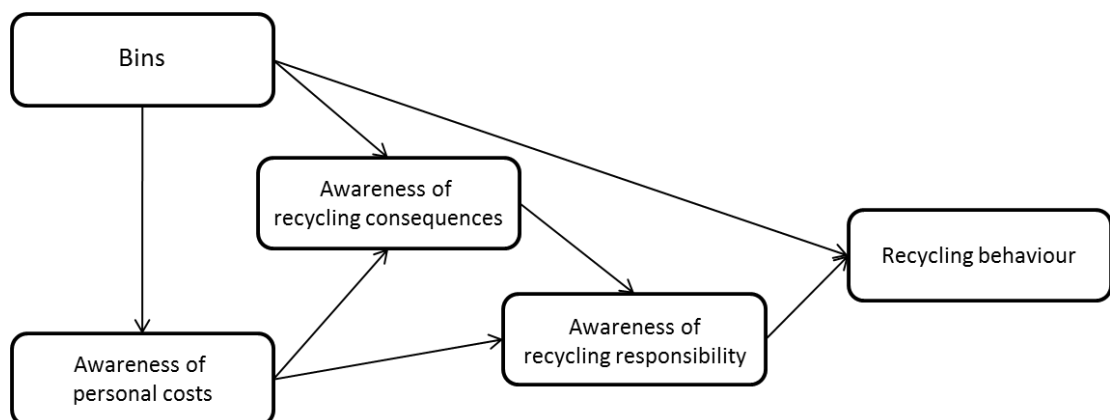 Bins
Awareness of
recycling consequences
Recycling behaviour
Awareness of
recycling responsibility
Awareness of
personal costs